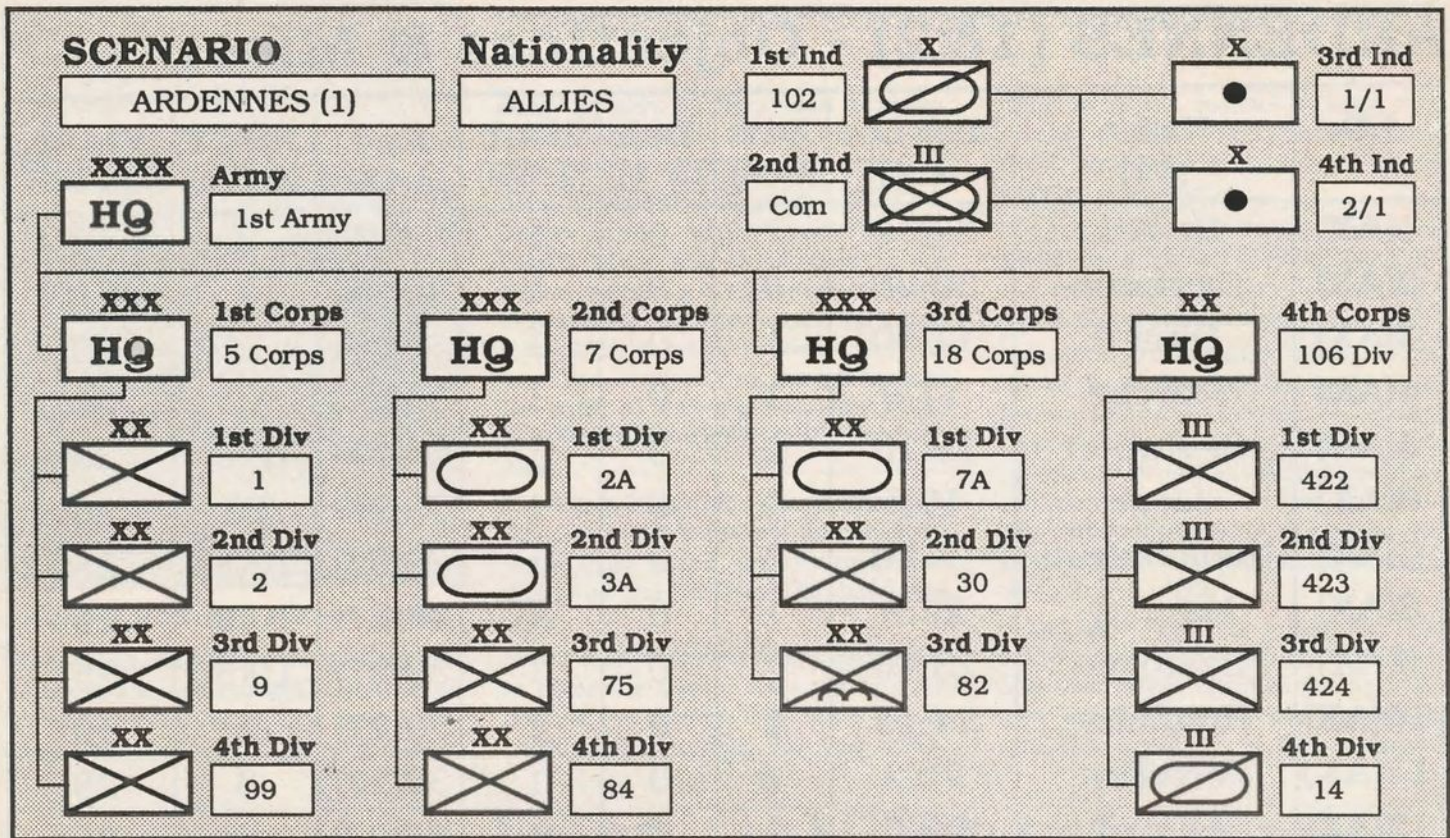 SCENARIO Nationality
ARDENNES (1) ALLIES
1st Ind X X 3rd Ind
102 1/1
2nd Ind III X 4th Ind
Com 2/1
XXXX Army
HQ 1st Army
XXX 1st Corps XXX 2nd Corps XXX 3rd Corps XX 4th Corps
HQ 5 Corps HQ 7 Corps HQ 18 Corps HQ 106 Div
XX 1st Div XX 1st Div XX 1st Div III 1st Div
1 2A 7A 422
XX 2nd Div XX 2nd Div XX 2nd Div III 2nd Div
2 3A 30 423
XX 3rd Div XX 3rd Div XX 3rd Div III 3rd Div
9 75 82 424
XX 4th Div XX 4th Div III 4th Div
99 84 14